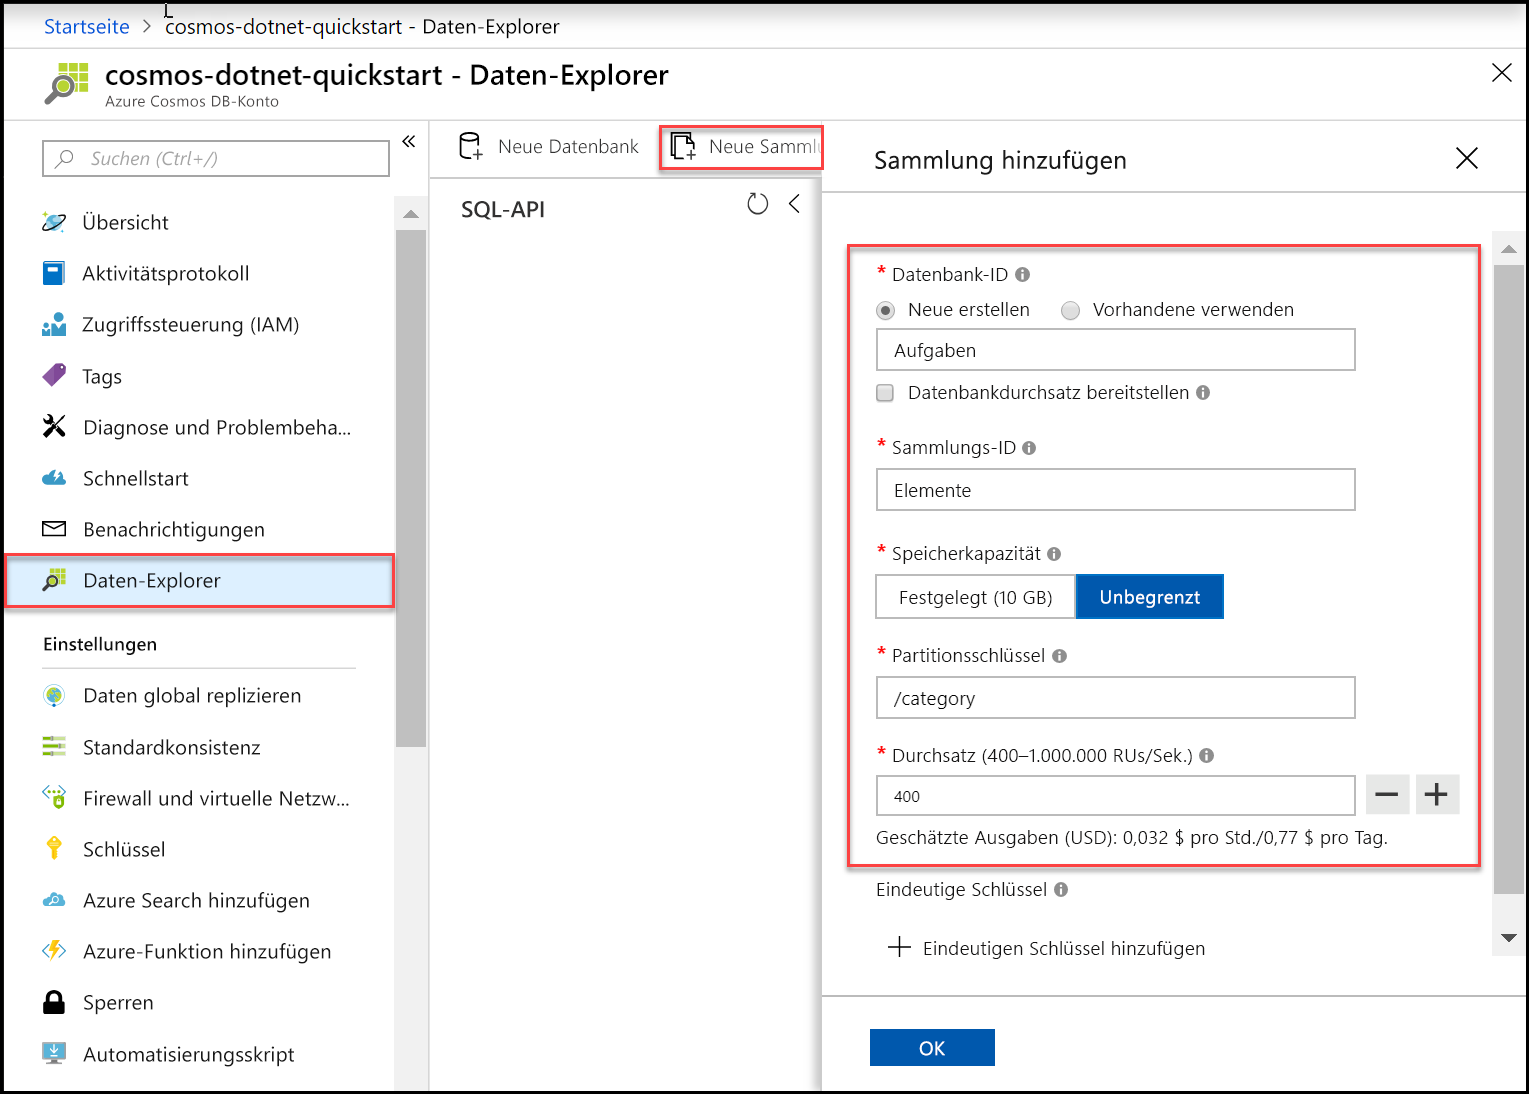 Startseite > cosmos-dotnet-quickstart - Daten-Explorer
cosmos-dotnet-quickstart - Daten-Explorer
Azure Cosmos DB-Konto
Suchen (Ctrl+/)
«
Übersicht
Aktivitätsprotokoll
Zugriffssteuerung (IAM)
Tags
Diagnose und Problembeha...
Schnellstart
Benachrichtigungen
Daten-Explorer
Einstellungen
Daten global replizieren
Standardkonsistenz
Firewall und virtuelle Netzw...
Schlüssel
Azure Search hinzufügen
Azure-Funktion hinzufügen
Sperren
Automatisierungsskript
Neue Datenbank
Neue Samml
SQL-API
Sammlung hinzufügen
* Datenbank-ID
Neue erstellen
Vorhandene verwenden
Aufgaben
Datenbankdurchsatz bereitstellen
* Sammlungs-ID
Elemente
* Speicherkapazität
Festgelegt (10 GB)
Unbegrenzt
* Partitionsschlüssel
/category
* Durchsatz (400–1.000.000 RUs/Sek.)
400
Geschätzte Ausgaben (USD): 0,032 $ pro Std./0,77 $ pro Tag.
Eindeutige Schlüssel
Eindeutigen Schlüssel hinzufügen
OK